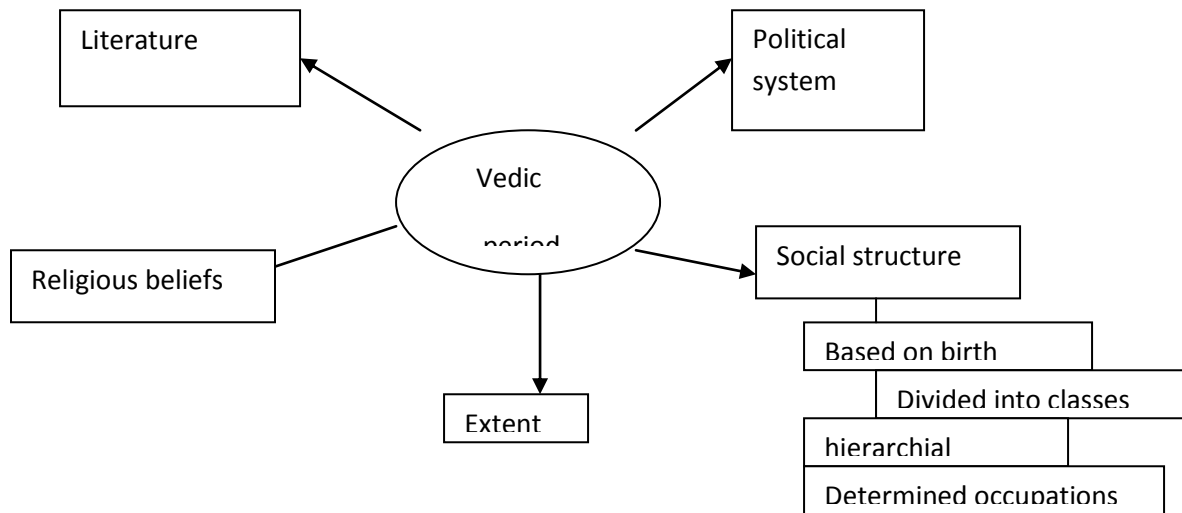 Literature
Political
system
Vedic
period
Religious beliefs
Social structure
Based on birth
Divided into classes
Extent
hierarchial
Determined occupations